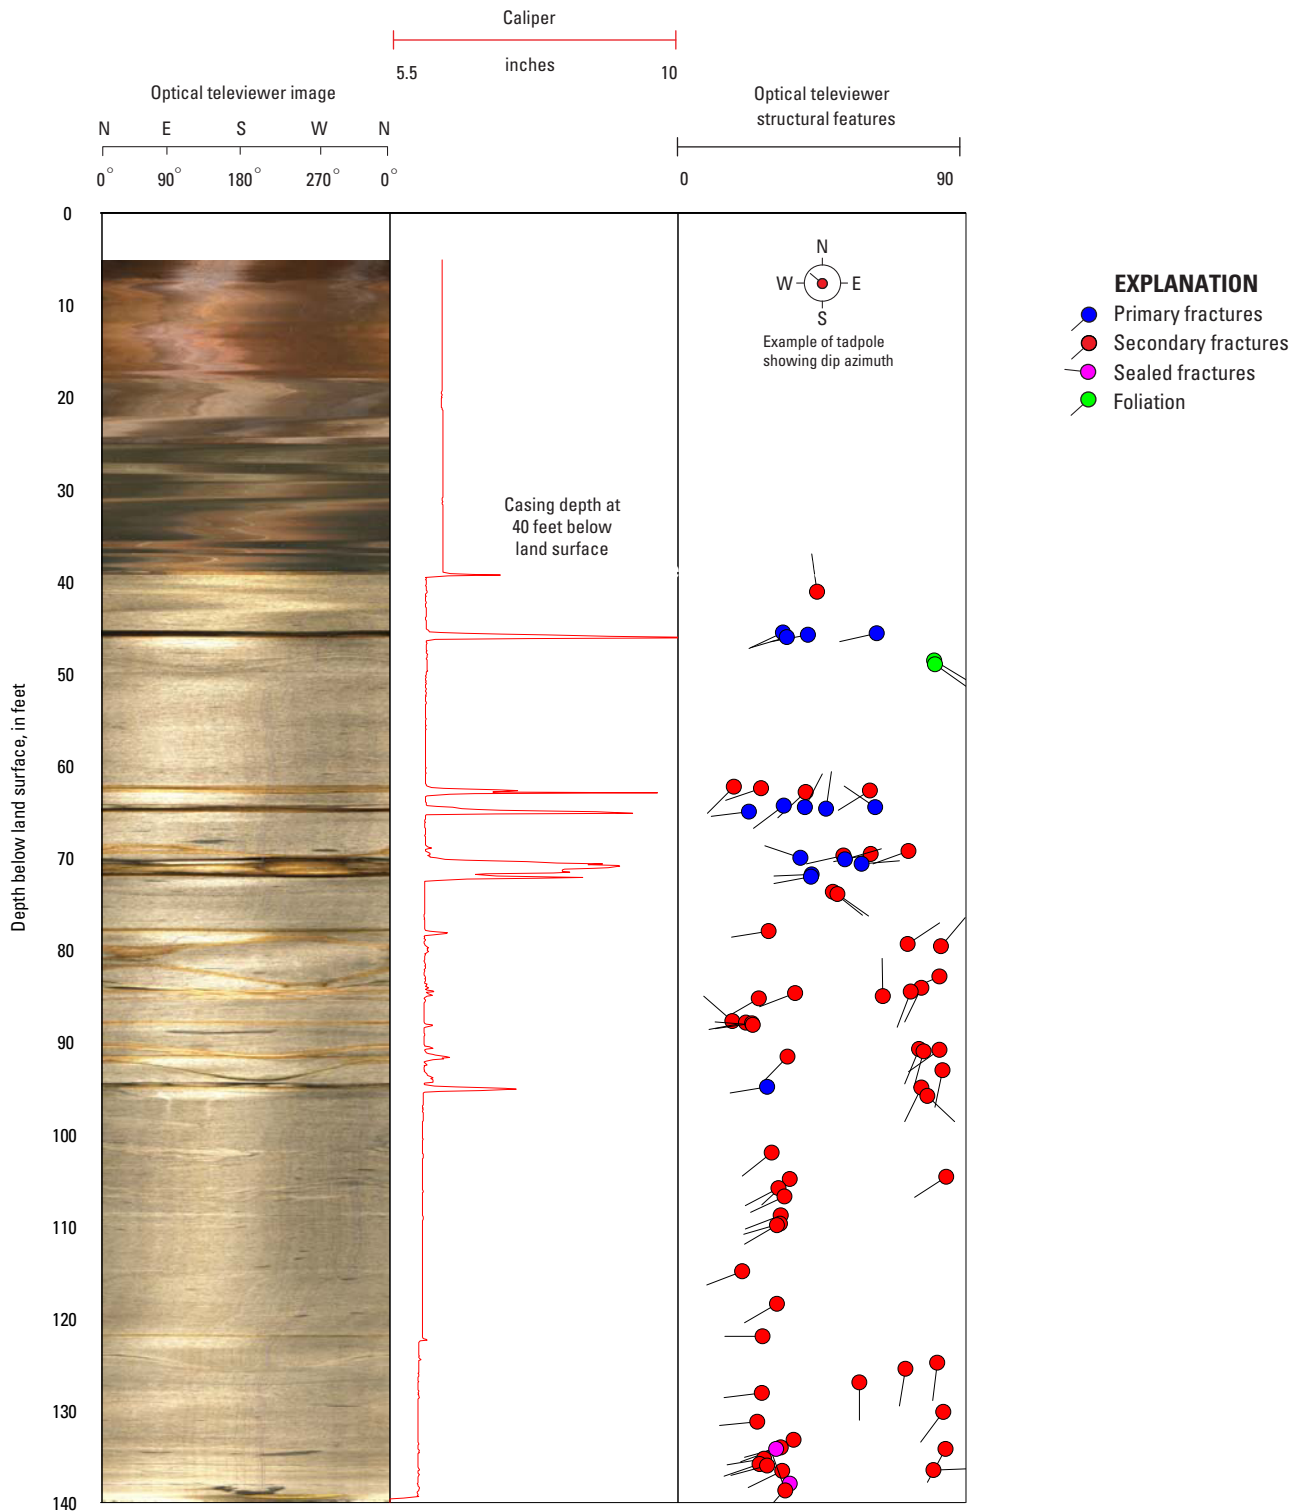 Caliper
inches
5.5
10
Optical televiewer image
Optical televiewer
structural features
N E S W N
0° 90° 180° 270° 0°
0 90
0
10
20
30
40
50
60
70
80
90
100
110
120
130
140
Depth below land surface, in feet
Casing depth at
40 feet below
land surface
N
W E
S
Example of tadpole
showing dip azimuth
EXPLANATION
Primary fractures
Secondary fractures
Sealed fractures
Foliation